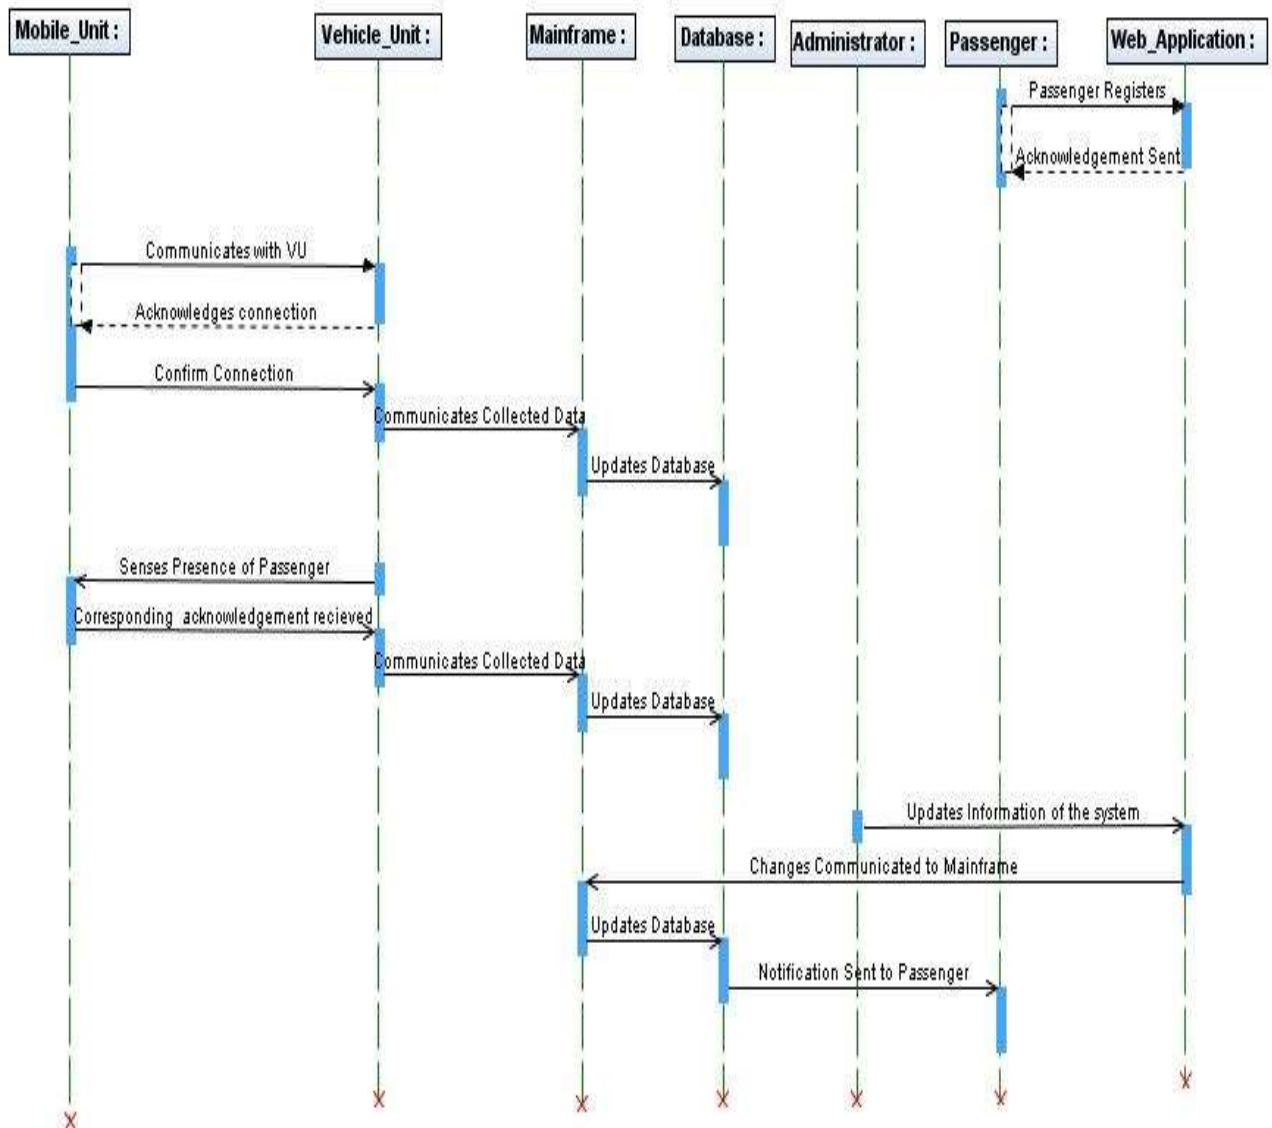 Mobile_Unit :
Vehicle_Unit :
Mainframe :
Database :
Administrator :
Passenger :
Web_Application :
Passenger Registers
Acknowledgement Sent
Communicates with VU
Acknowledges connection
Confirm Connection
Communicates Collected Data
Updates Database
Senses Presence of Passenger
Corresponding acknowledgement recieved
Communicates Collected Data
Updates Database
Updates Information of the system
Changes Communicated to Mainframe
Updates Database
Notification Sent to Passenger